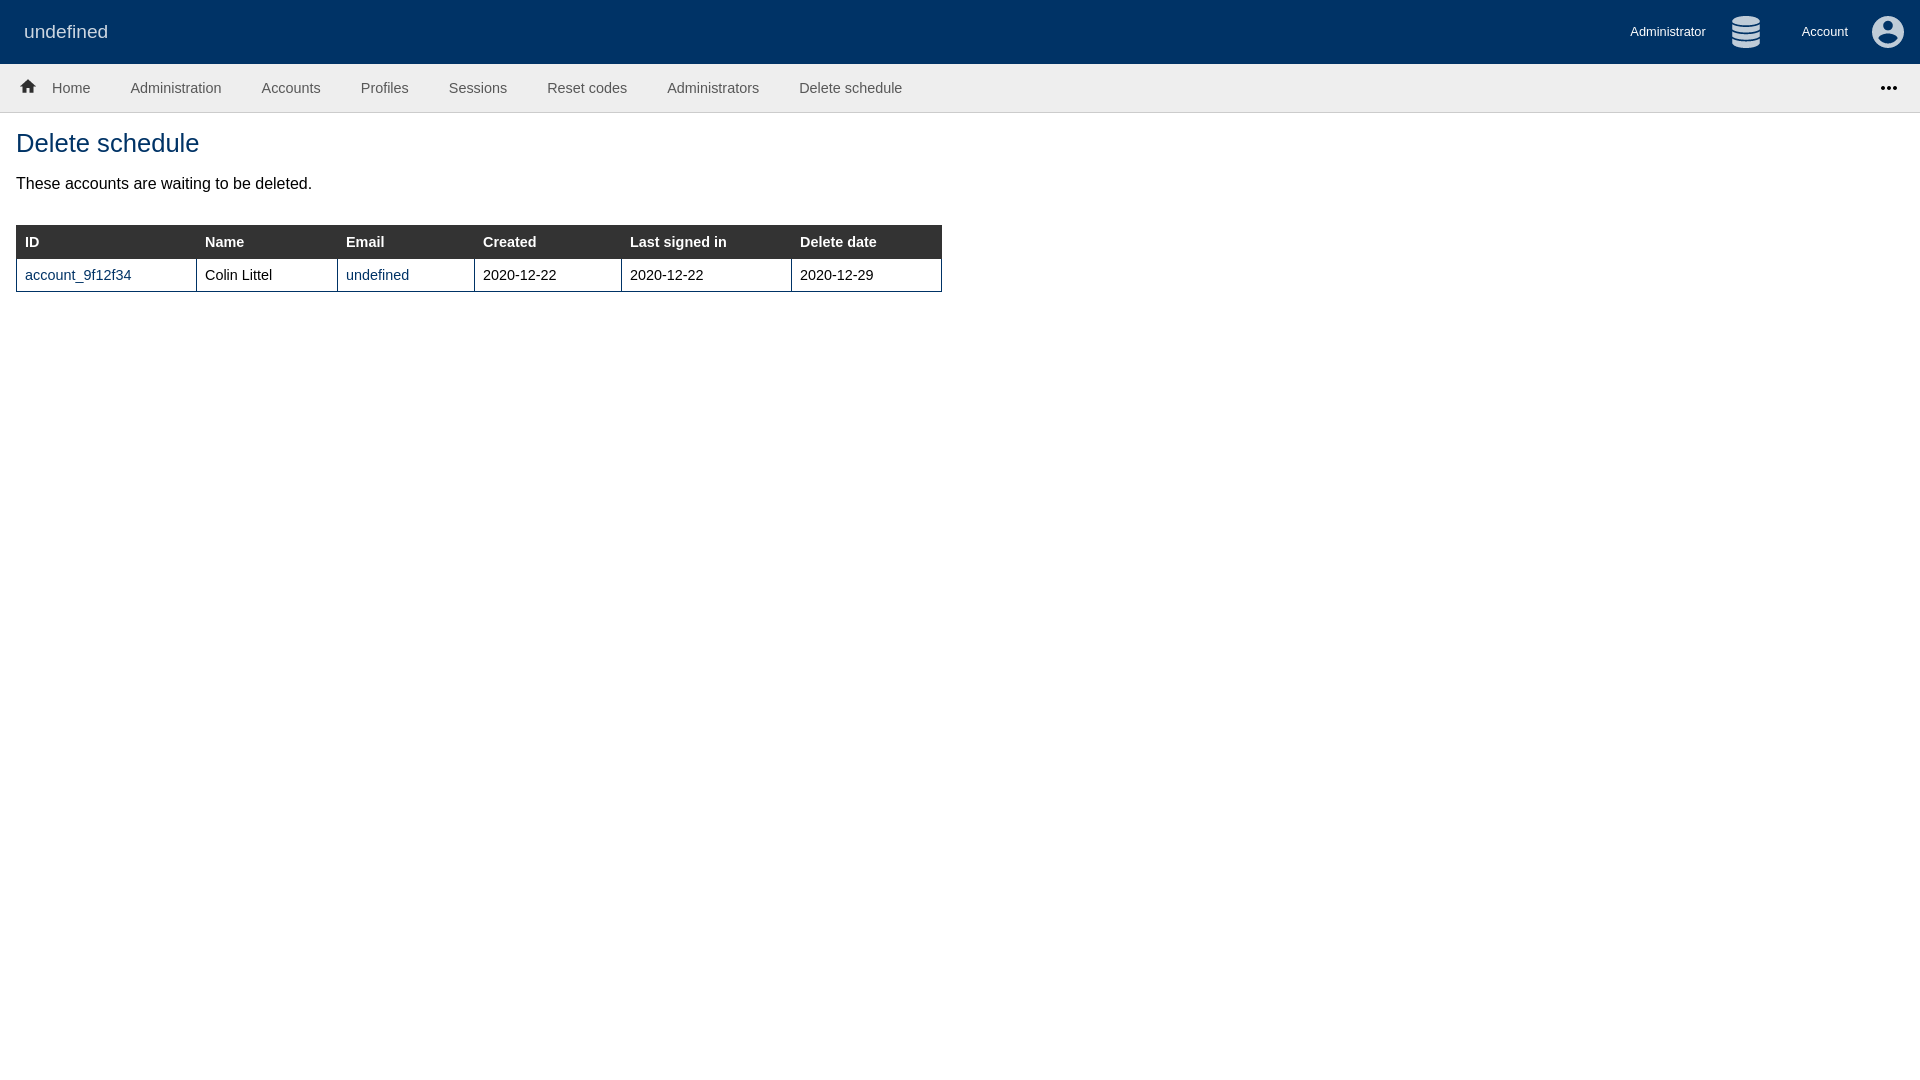 undefined
Administrator
Account
Home Administration Accounts Profiles Sessions Reset codes Administrators Delete schedule
Delete schedule
These accounts are waiting to be deleted.
ID Name Email Created Last signed in Delete date
account_9f12f34 Colin Littel undefined 2020-12-22 2020-12-22 2020-12-29